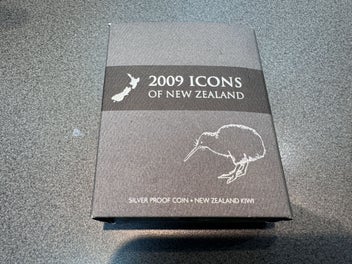 2009 ICONS
OF NEW ZEALAND
SILVER PROOF COIN • NEW ZEALAND KIWI